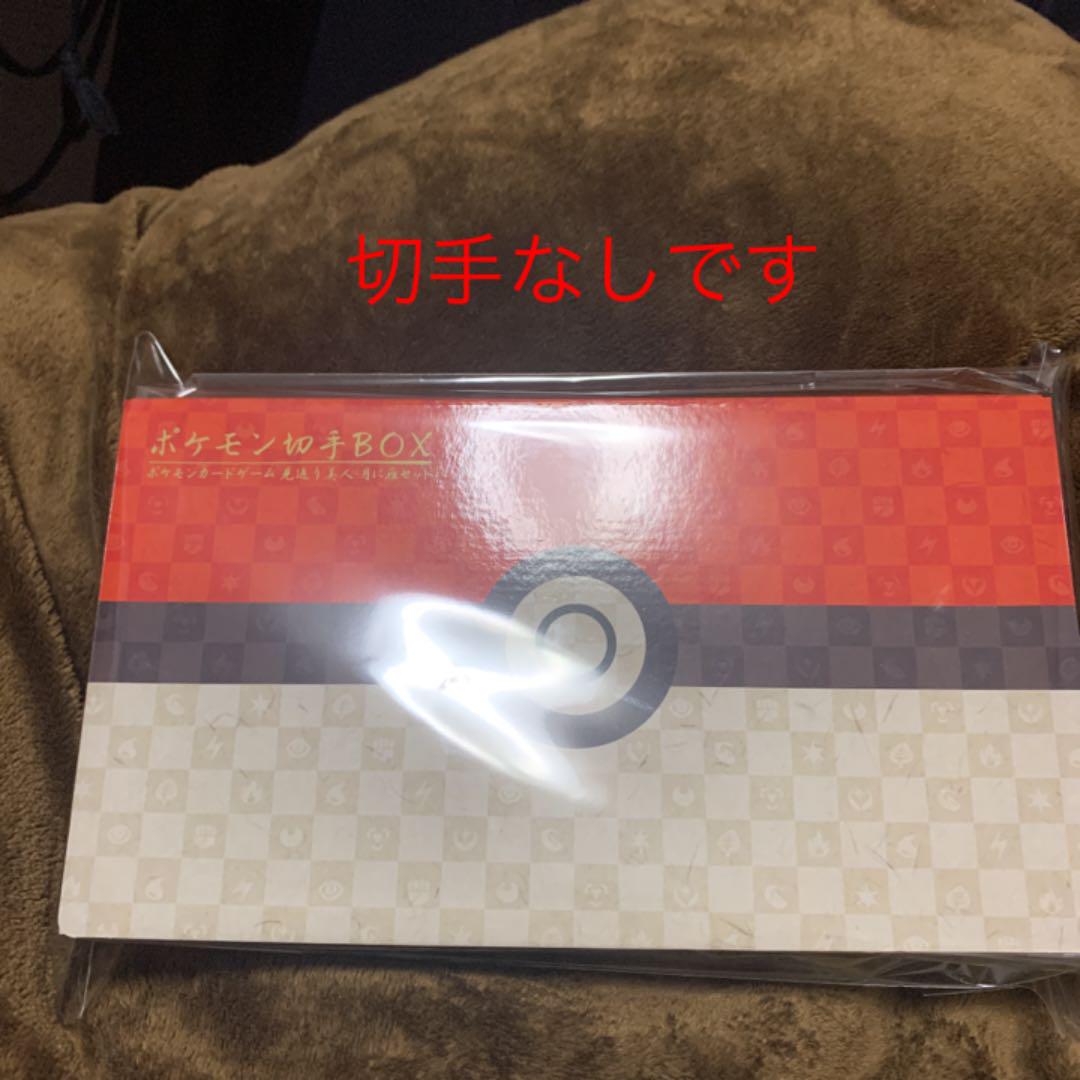 切手なしです
ポケモン切手BOX
ポケモンカードゲーム 見返り美人・月に雁セット